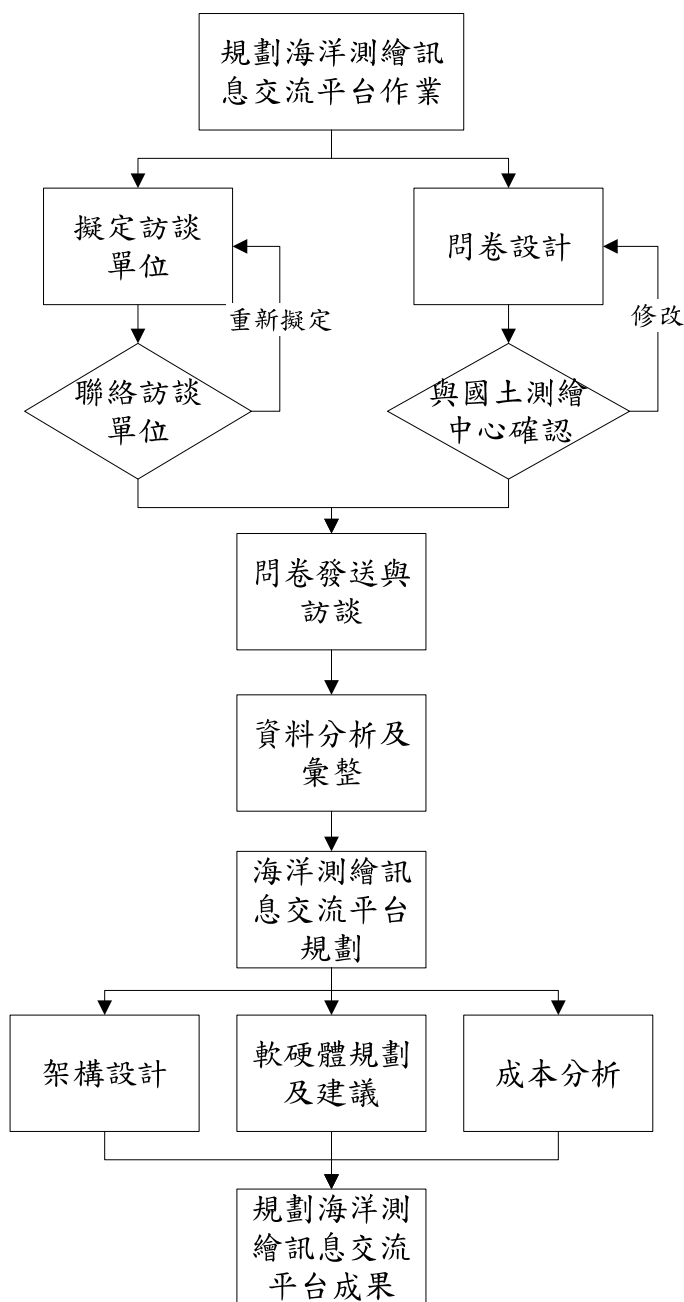 規劃海洋測繪訊
息交流平台作業
擬定訪談
單位
問卷設計
重新擬定
修改
聯絡訪談
單位
與國土測繪
中心確認
問卷發送與
訪談
資料分析及
彙整
海洋測繪訊
息交流平台
規劃
架構設計
軟硬體規劃
及建議
成本分析
規劃海洋測
繪訊息交流
平台成果